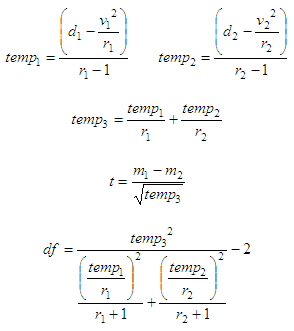 temp₁ = (d₁ − v₁²/r₁) / (r₁ − 1)    temp₂ = (d₂ − v₂²/r₂) / (r₂ − 1)
temp₃ = temp₁/r₁ + temp₂/r₂
t = (m₁ − m₂) / √temp₃
df = temp₃² / ((temp₁/r₁)²/(r₁ + 1) + (temp₂/r₂)²/(r₂ + 1)) − 2